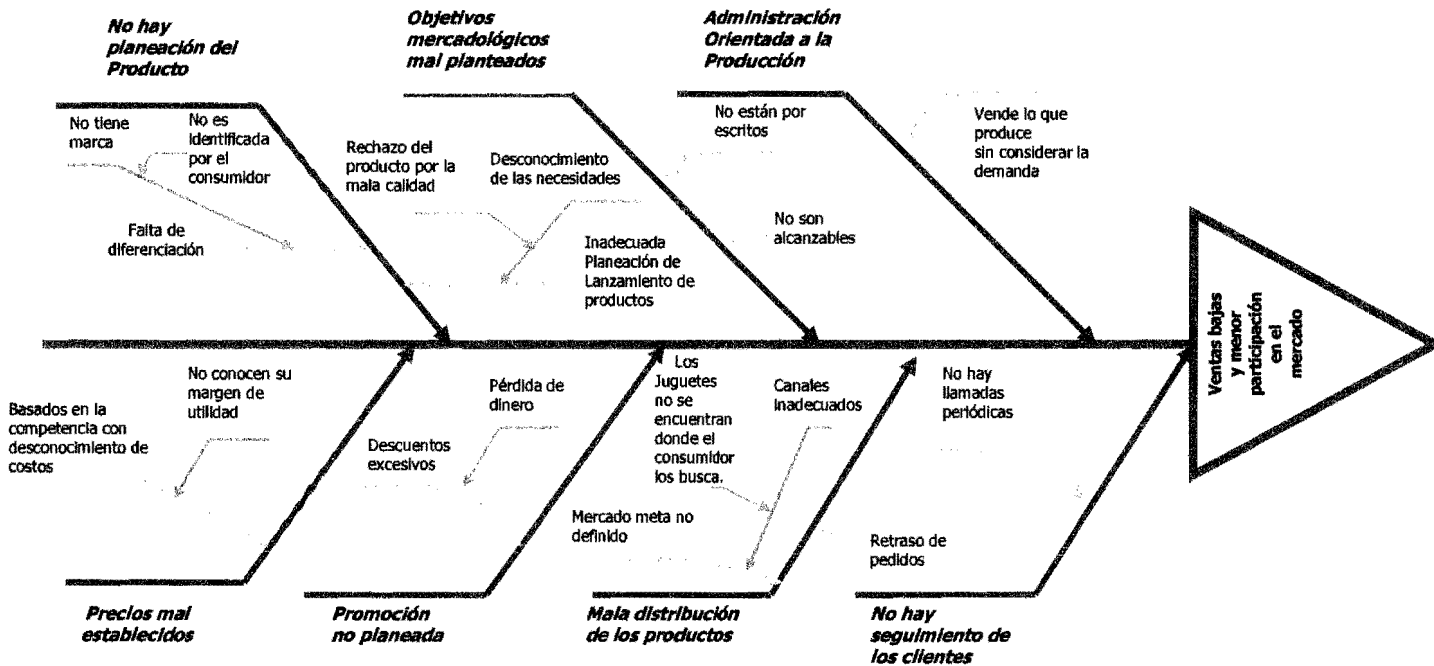 No hay
planeación del
Producto
Objetivos
mercadológicos
mal planteados
Administración
Orientada a la
Producción
No tiene
marca
No es
identificada
por el
consumidor
Falta de
diferenciación
Rechazo del
producto por la
mala calidad
Desconocimiento
de las necesidades
Inadecuada
Planeación de
Lanzamiento de
productos
No están por
escritos
No son
alcanzables
Vende lo que
produce
sin considerar la
demanda
Ventas bajas
y menor
participación
en el
mercado
Basados en la
competencia con
desconocimiento de
costos
No conocen su
margen de
utilidad
Descuentos
excesivos
Pérdida de
dinero
Los
Juguetes
no se
encuentran
donde el
consumidor
los busca.
Canales
inadecuados
Mercado meta no
definido
No hay
llamadas
periódicas
Retraso de
pedidos
Precios mal
establecidos
Promoción
no planeada
Mala distribución
de los productos
No hay
seguimiento de
los clientes